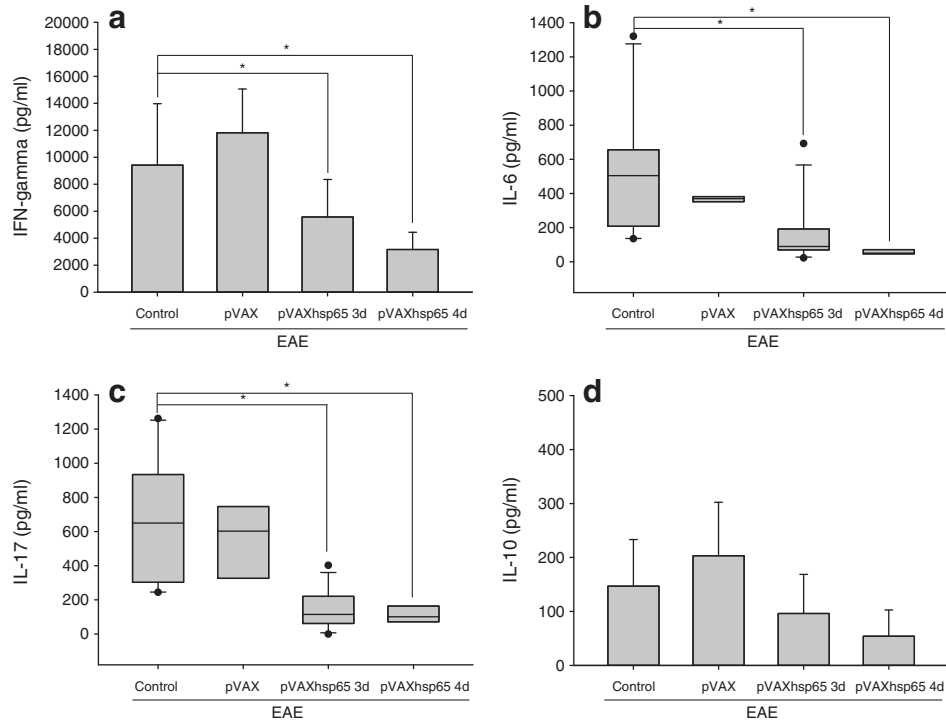 a
IFN-gamma (pg/ml)
20000
18000
16000
14000
12000
10000
8000
6000
4000
2000
0
*
*
Control pVAX pVAXhsp65 3d pVAXhsp65 4d
EAE
b
IL-6 (pg/ml)
1400
1200
1000
800
600
400
200
0
*
*
Control pVAX pVAXhsp65 3d pVAXhsp65 4d
EAE
c
IL-17 (pg/ml)
1400
1200
1000
800
600
400
200
0
*
*
Control pVAX pVAXhsp65 3d pVAXhsp65 4d
EAE
d
IL-10 (pg/ml)
500
400
300
200
100
0
Control pVAX pVAXhsp65 3d pVAXhsp65 4d
EAE